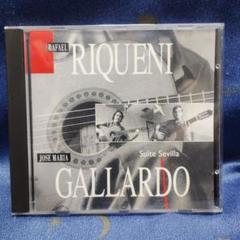 RAFAEL
RIQUENI
JOSE MARIA
Suite Sevilla
GALLARDO